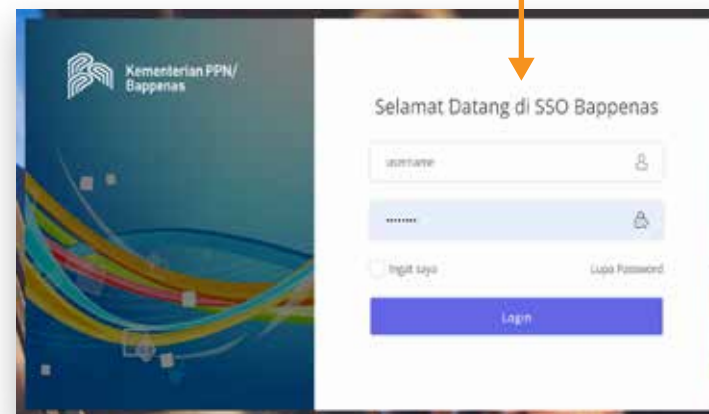 Kementerian PPN/
Bappenas
Selamat Datang di SSO Bappenas
username
••••••••
Ingat saya
Lupa Password
Login